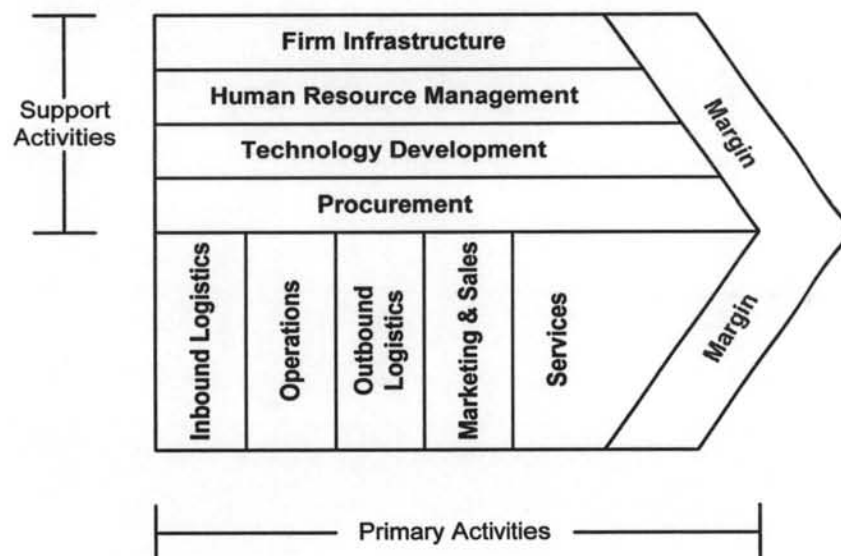 Firm Infrastructure
Human Resource Management
Technology Development
Procurement
Support
Activities
Margin
Margin
Inbound Logistics
Operations
Outbound
Logistics
Marketing & Sales
Services
Primary Activities